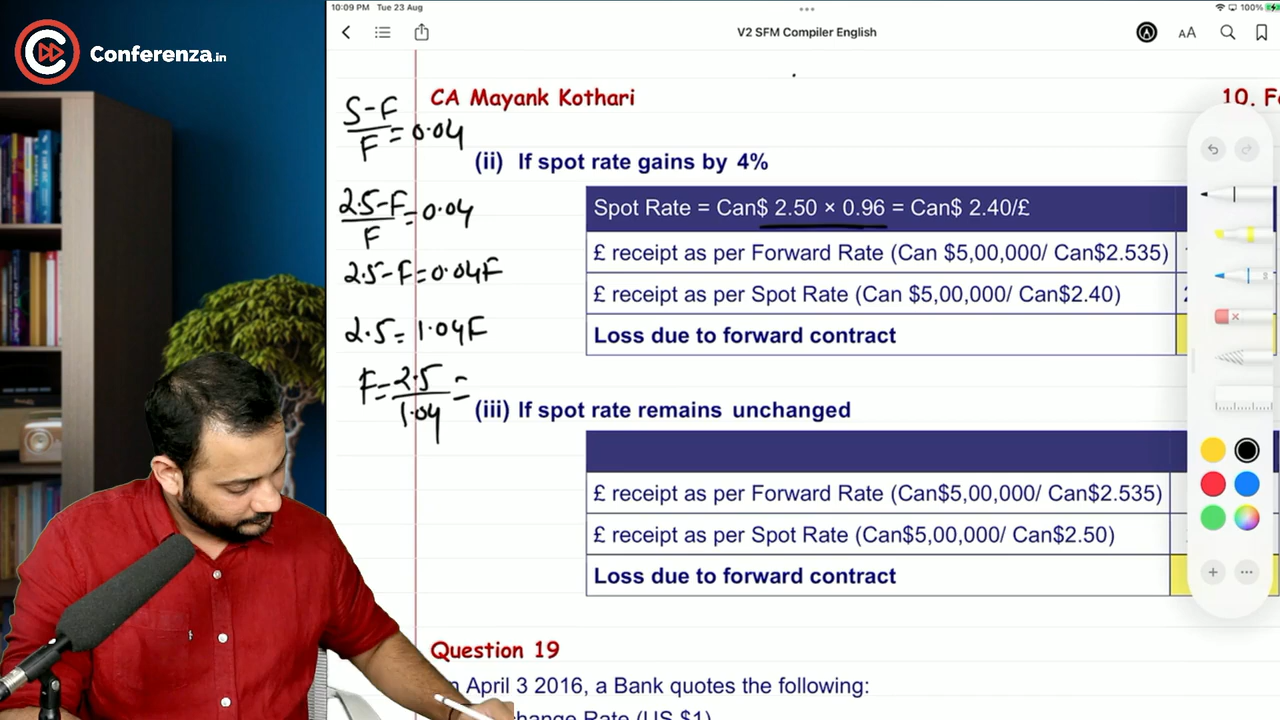 10:09 PM Tue 23 Aug
100%
V2 SFM Compiler English
AA
Conferenza.in
CA Mayank Kothari
10. Fo
S-F
F = 0.04
2.5-F
F = 0.04
2.5-F=0.04F
2.5=1.04F
F=2.5
1.04 =
(ii) If spot rate gains by 4%
Spot Rate = Can$ 2.50 × 0.96 = Can$ 2.40/£
£ receipt as per Forward Rate (Can $5,00,000/ Can$2.535)
£ receipt as per Spot Rate (Can $5,00,000/ Can$2.40)
Loss due to forward contract
(iii) If spot rate remains unchanged
£ receipt as per Forward Rate (Can$5,00,000/ Can$2.535)
£ receipt as per Spot Rate (Can$5,00,000/ Can$2.50)
Loss due to forward contract
Question 19
April 3 2016, a Bank quotes the following:
change Rate (US $1)